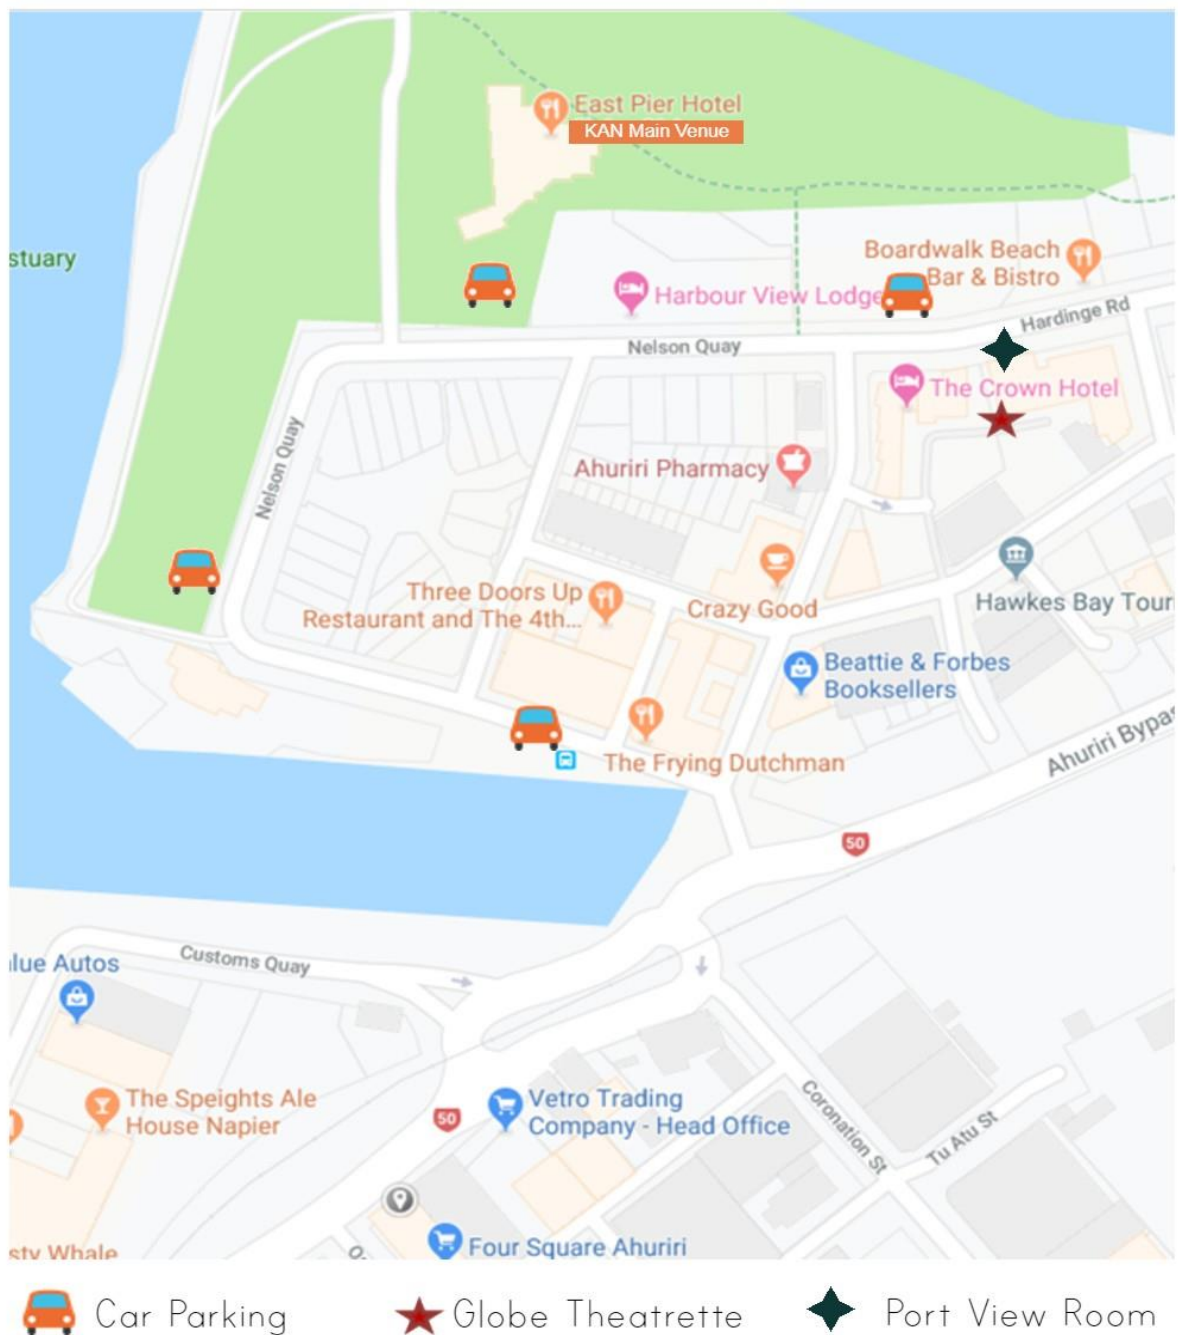 East Pier Hotel
KAN Main Venue
stuary
Boardwalk Beach
Bar & Bistro
Harbour View Lodge
Hardinge Rd
Nelson Quay
The Crown Hotel
Nelson Quay
Ahuriri Pharmacy
Three Doors Up
Restaurant and The 4th...
Crazy Good
Hawkes Bay Tour
Beattie & Forbes
Booksellers
The Frying Dutchman
Ahuriri Bypas
50
Customs Quay
lue Autos
The Speights Ale
House Napier
50
Vetro Trading
Company - Head Office
Coronation St
Tu Atu St
sty Whale
Four Square Ahuriri
Car Parking
Globe Theatrette
Port View Room